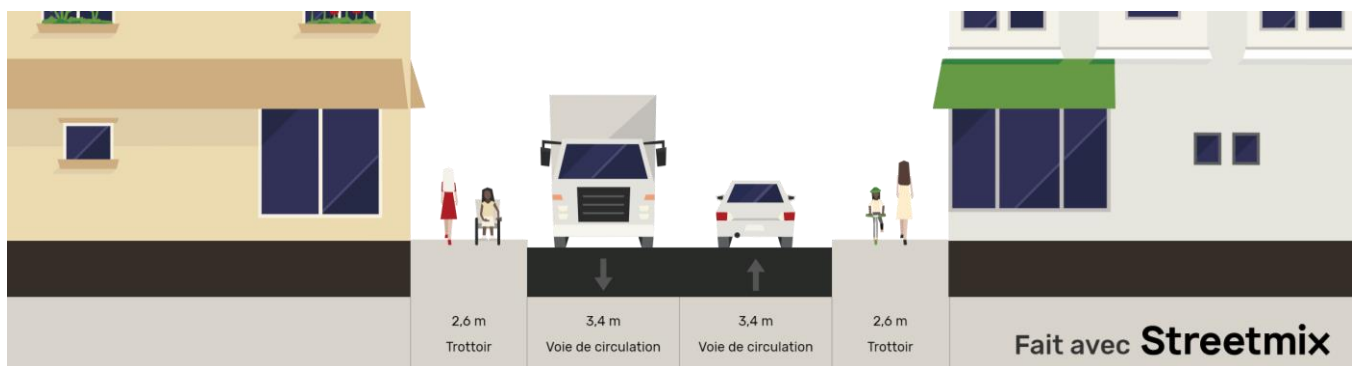 2,6 m
Trottoir
3,4 m
Voie de circulation
3,4 m
Voie de circulation
2,6 m
Trottoir
Fait avec Streetmix